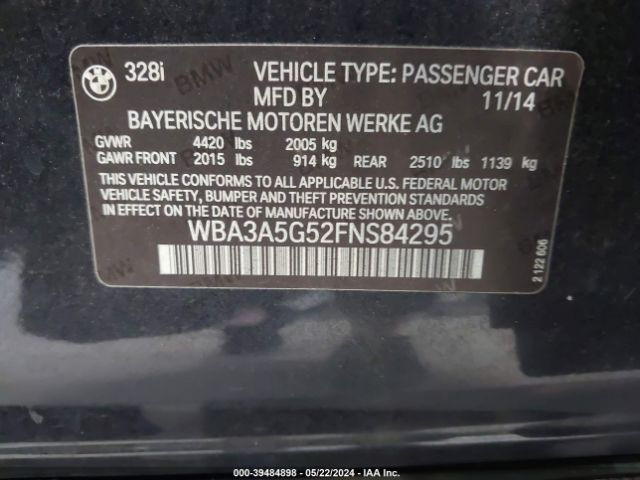 BMW 328i VEHICLE TYPE: PASSENGER CAR
MFD BY 11/14
BAYERISCHE MOTOREN WERKE AG
GVWR 4420 lbs 2005 kg
GAWR FRONT 2015 lbs 914 kg REAR 2510 lbs 1139 kg
THIS VEHICLE CONFORMS TO ALL APPLICABLE U.S. FEDERAL MOTOR
VEHICLE SAFETY, BUMPER AND THEFT PREVENTION STANDARDS
IN EFFECT ON THE DATE OF MANUFACTURE SHOWN ABOVE.
WBA3A5G52FNS84295
2 122 606
© 39484898 - 05/22/2024 - IAAI.com